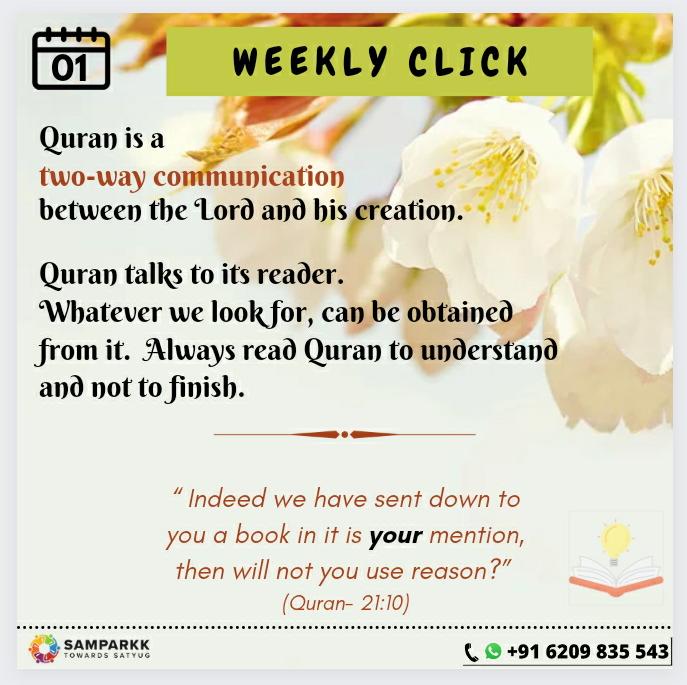 01
WEEKLY CLICK
Quran is a
two-way communication
between the Lord and his creation.
Quran talks to its reader.
Whatever we look for, can be obtained
from it. Always read Quran to understand
and not to finish.
“ Indeed we have sent down to
you a book in it is your mention,
then will not you use reason?”
(Quran- 21:10)
SAMPARKK
TOWARDS SATYUG
+91 6209 835 543